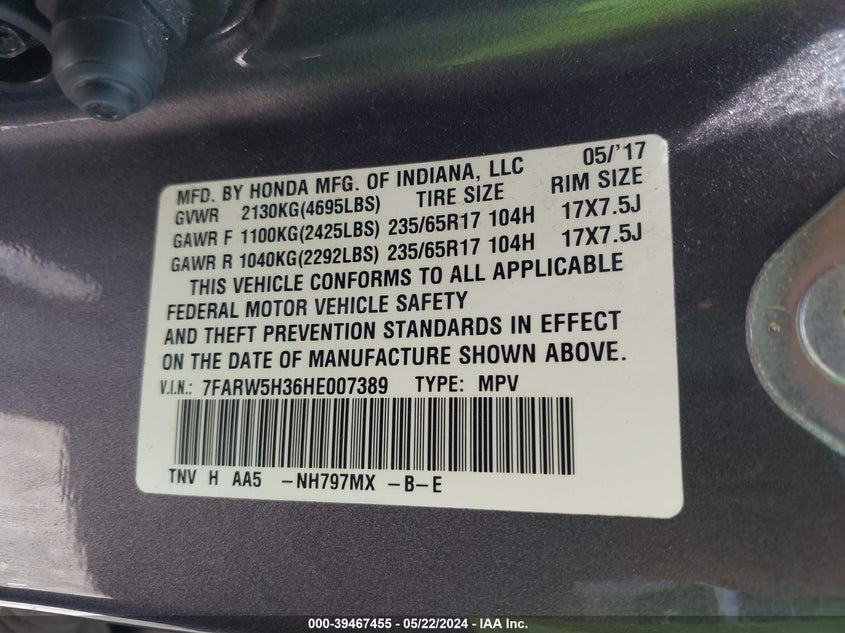 MFD. BY HONDA MFG. OF INDIANA, LLC 05/'17
GVWR 2130KG(4695LBS) TIRE SIZE RIM SIZE
GAWR F 1100KG(2425LBS) 235/65R17 104H 17X7.5J
GAWR R 1040KG(2292LBS) 235/65R17 104H 17X7.5J
THIS VEHICLE CONFORMS TO ALL APPLICABLE
FEDERAL MOTOR VEHICLE SAFETY
AND THEFT PREVENTION STANDARDS IN EFFECT
ON THE DATE OF MANUFACTURE SHOWN ABOVE.
V.I.N.: 7FARW5H36HE007389 TYPE: MPV
TNV H AA5 -NH797MX -B-E
000-39467455 - 05/22/2024 - IAA Inc.